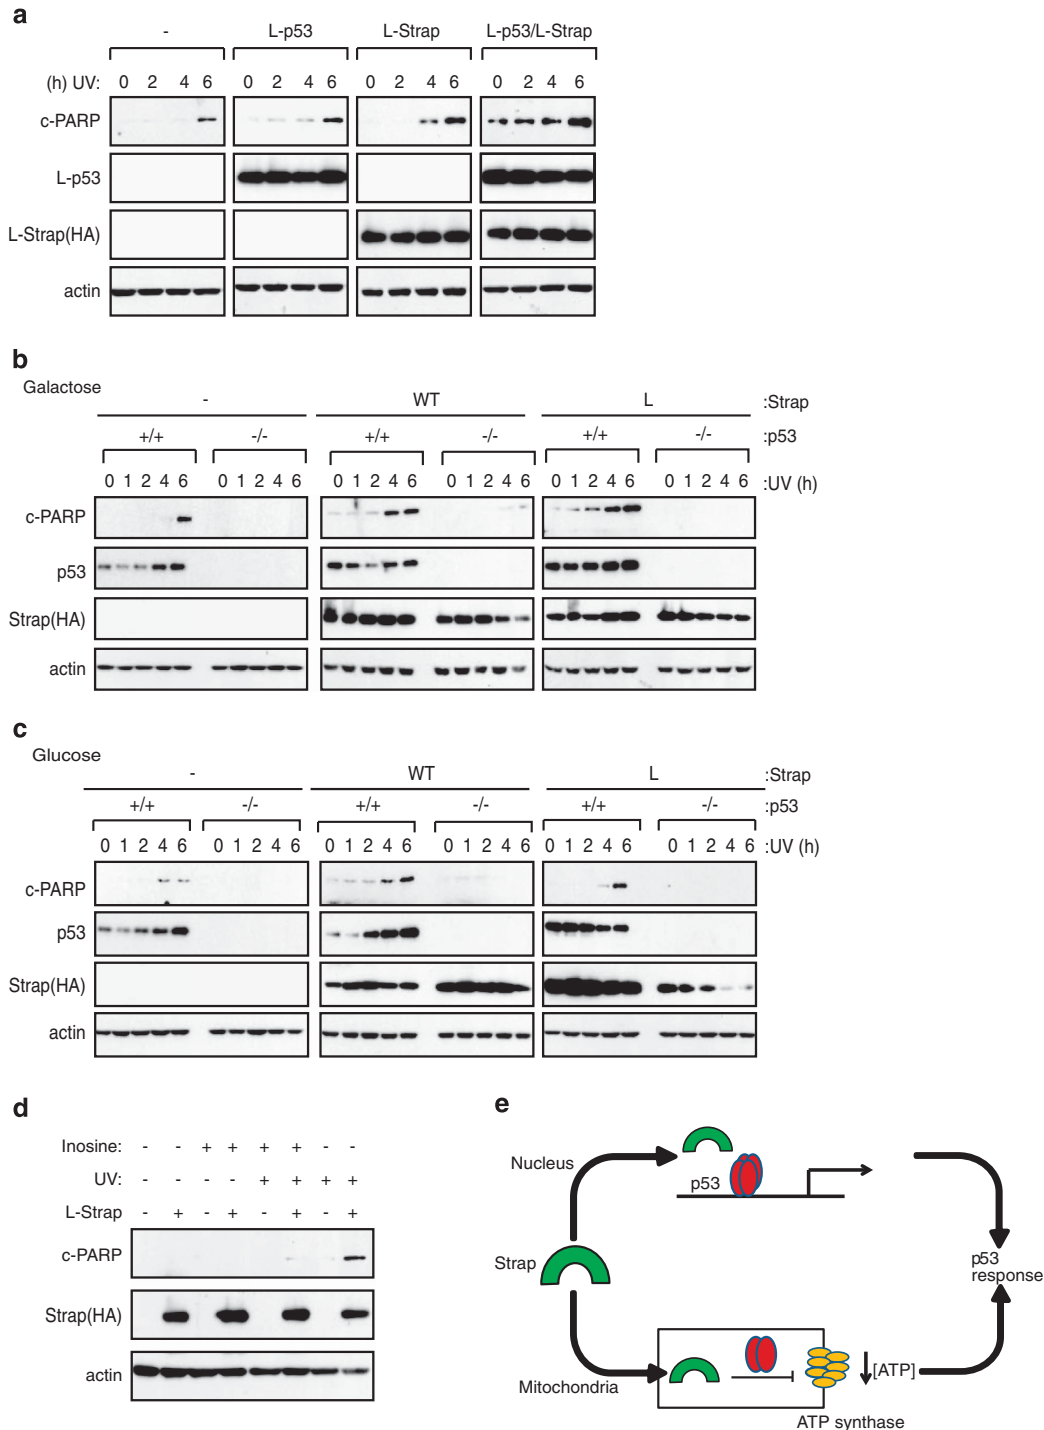 a
- L-p53 L-Strap L-p53/L-Strap
(h) UV: 0 2 4 6 0 2 4 6 0 2 4 6 0 2 4 6
c-PARP
L-p53
L-Strap(HA)
actin
b
Galactose
- WT L :Strap
+/+ -/- +/+ -/- +/+ -/- :p53
0 1 2 4 6 0 1 2 4 6 0 1 2 4 6 0 1 2 4 6 0 1 2 4 6 0 1 2 4 6 :UV (h)
c-PARP
p53
Strap(HA)
actin
c
Glucose
- WT L :Strap
+/+ -/- +/+ -/- +/+ -/- :p53
0 1 2 4 6 0 1 2 4 6 0 1 2 4 6 0 1 2 4 6 0 1 2 4 6 0 1 2 4 6 :UV (h)
c-PARP
p53
Strap(HA)
actin
d
Inosine: - - + + + + - -
UV: - - - - + + + +
L-Strap - + - + - + - +
c-PARP
Strap(HA)
actin
e
Nucleus
p53
Strap
p53
response
Mitochondria
[ATP]
ATP synthase